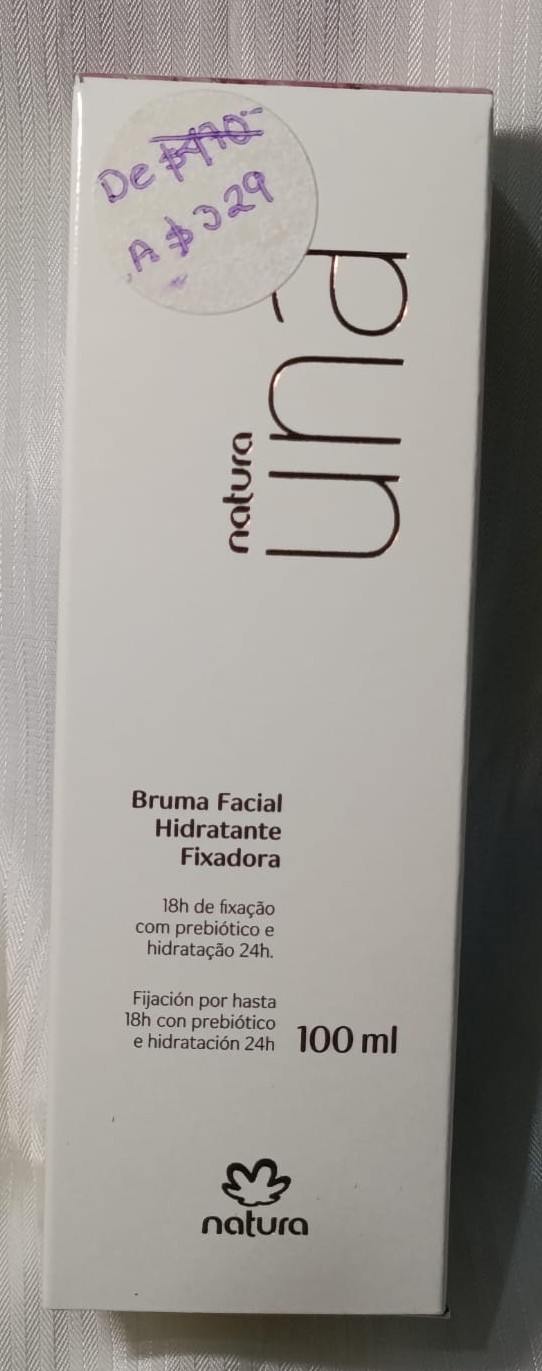 De $470.-
A $329
una
natura
Bruma Facial
Hidratante
Fixadora
18h de fixação
com prebiótico e
hidratação 24h.
Fijación por hasta
18h con prebiótico
e hidratación 24h
100 ml
natura